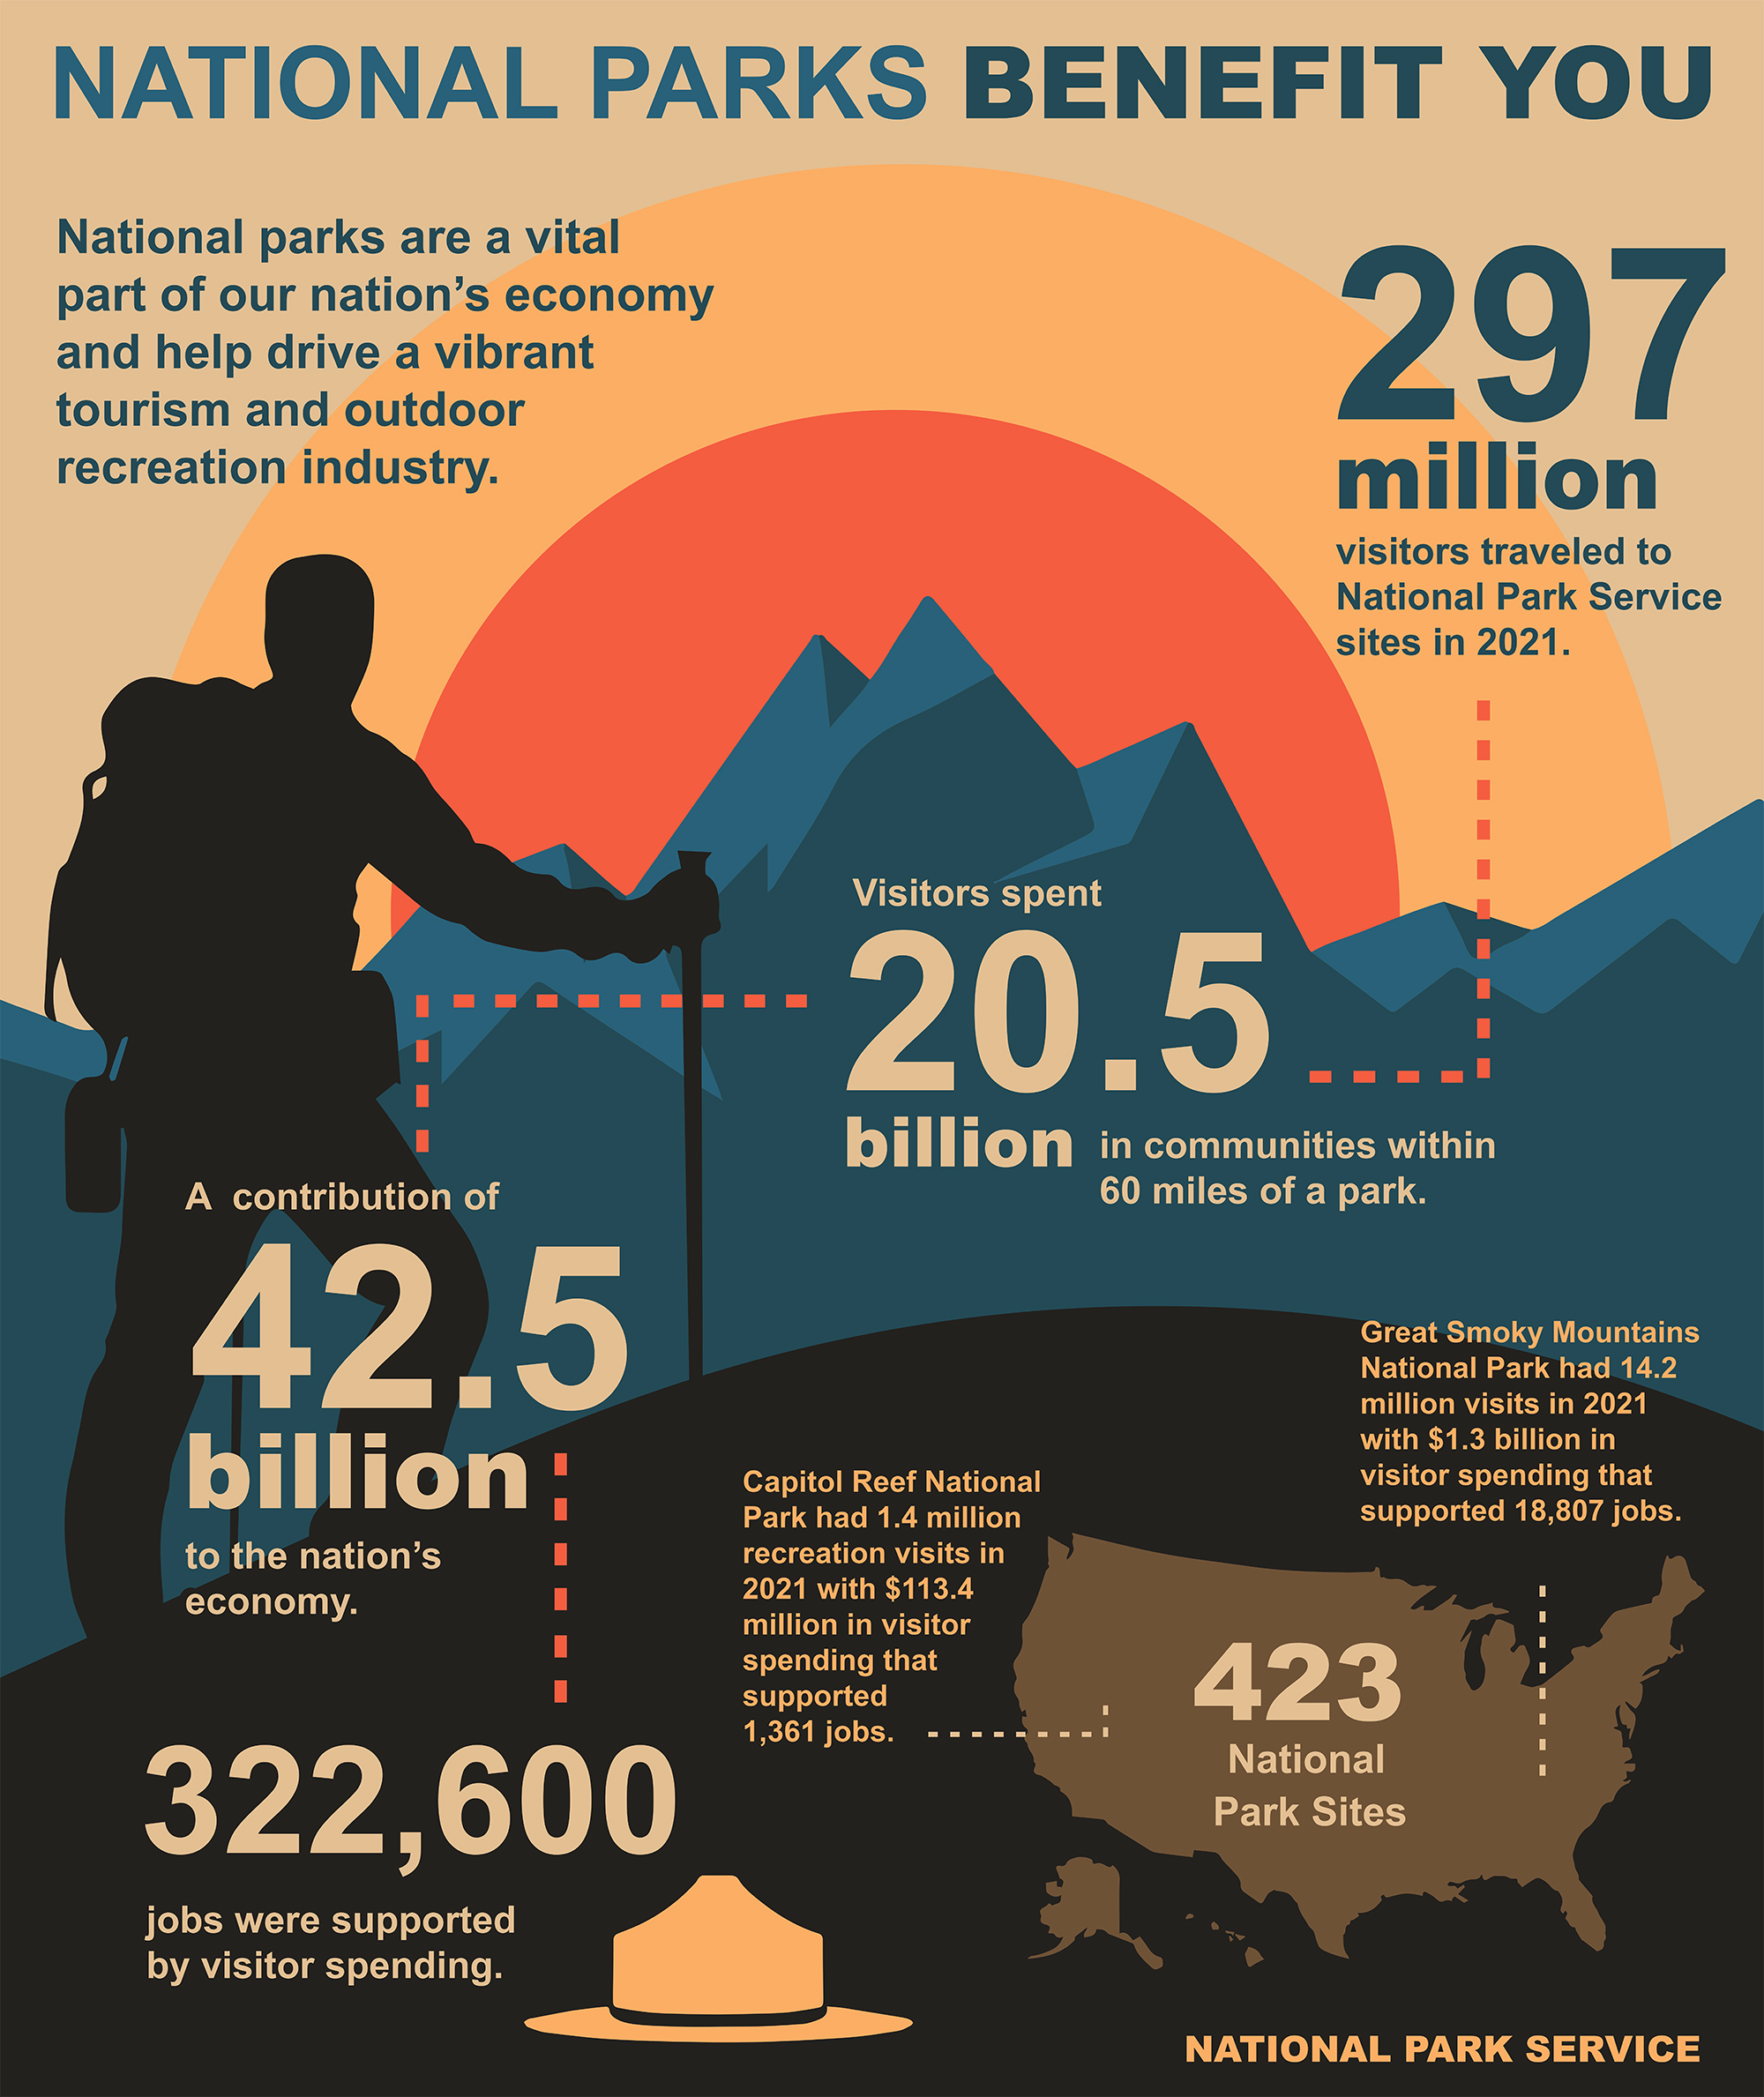 NATIONAL PARKS BENEFIT YOU
National parks are a vital
part of our nation’s economy
and help drive a vibrant
tourism and outdoor
recreation industry.
297
million
visitors traveled to
National Park Service
sites in 2021.
Visitors spent
20.5
billion
in communities within
60 miles of a park.
A contribution of
42.5
billion
to the nation’s
economy.
322,600
jobs were supported
by visitor spending.
Capitol Reef National
Park had 1.4 million
recreation visits in
2021 with $113.4
million in visitor
spending that
supported
1,361 jobs.
Great Smoky Mountains
National Park had 14.2
million visits in 2021
with $1.3 billion in
visitor spending that
supported 18,807 jobs.
423
National
Park Sites
NATIONAL PARK SERVICE